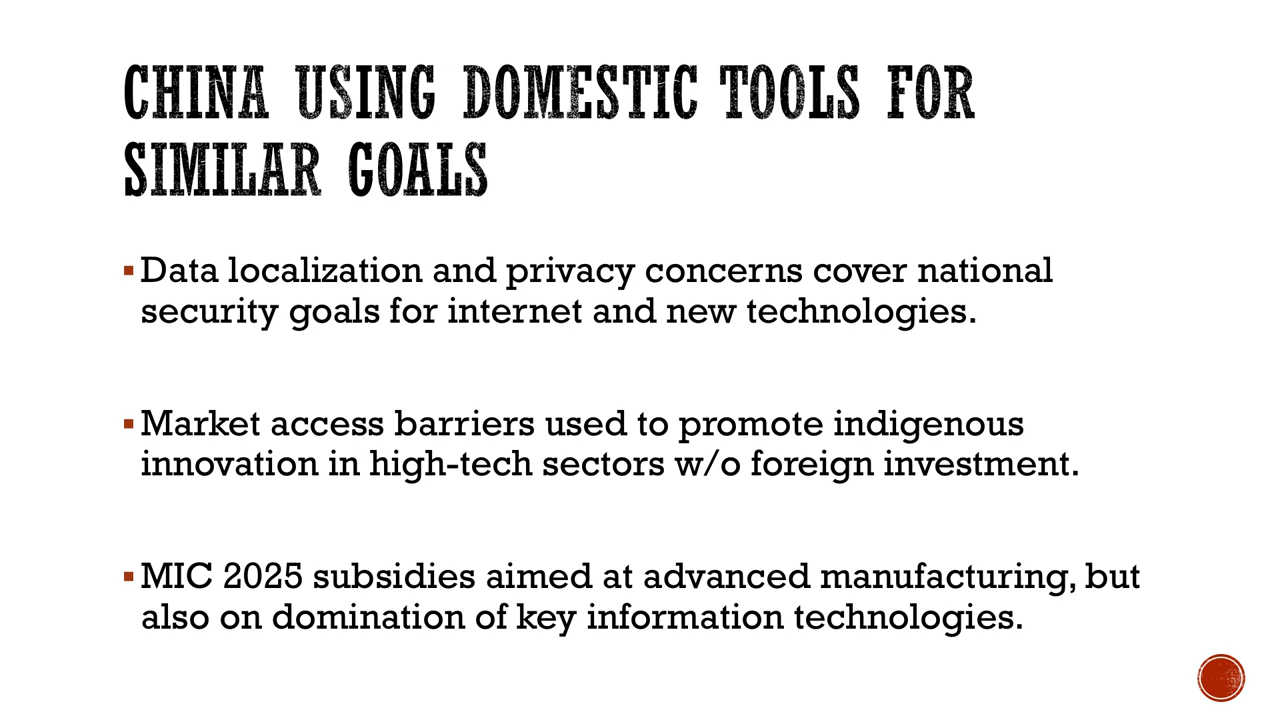 CHINA USING DOMESTIC TOOLS FOR
SIMILAR GOALS
▪ Data localization and privacy concerns cover national
security goals for internet and new technologies.
▪ Market access barriers used to promote indigenous
innovation in high-tech sectors w/o foreign investment.
▪ MIC 2025 subsidies aimed at advanced manufacturing, but
also on domination of key information technologies.